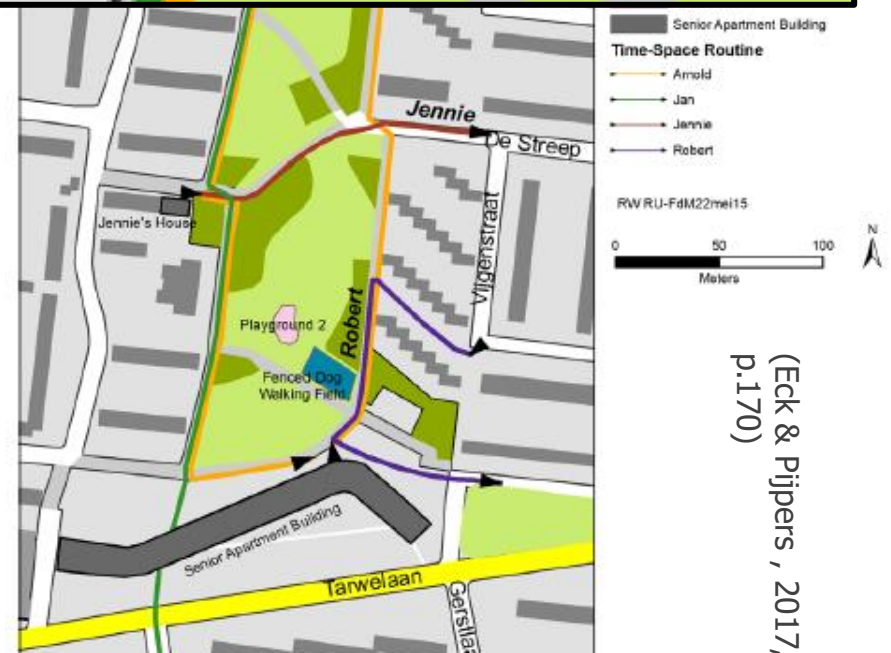 Senior Apartment Building
Time-Space Routine
Arnold
Jan
Jennie
Robert
RW RU-FdM22mei15
0 50 100
Meters
N
Jennie
De Streep
Jennie's House
Vijgenstraat
Playground 2
Robert
Fenced Dog
Walking Field
Senior Apartment Building
Tarwelaan
Gerstlaa
(Eck & Pijpers , 2017,
p.170)